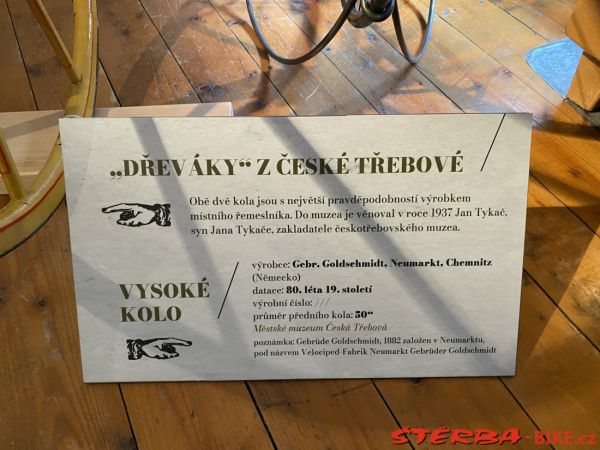 „DŘEVÁKY“ Z ČESKÉ TŘEBOVÉ
Obě dvě kola jsou s největší pravděpodobností výrobkem
místního řemeslníka. Do muzea je věnoval v roce 1937 Jan Tykač,
syn Jana Tykače, zakladatele českotřebovského muzea.
VYSOKÉ
KOLO
výrobce: Gebr. Goldschmidt, Neumarkt, Chemnitz
(Německo)
datace: 80. léta 19. století
výrobní číslo: ///
průměr předního kola: 50“
Městské muzeum Česká Třebová
poznámka: Gebrüde Goldschmidt, 1882 založen v Neumarktu,
pod názvem Velociped-Fabrik Neumarkt Gebrüder Goldschmidt
ŠTĚRBA-BIKE.cz